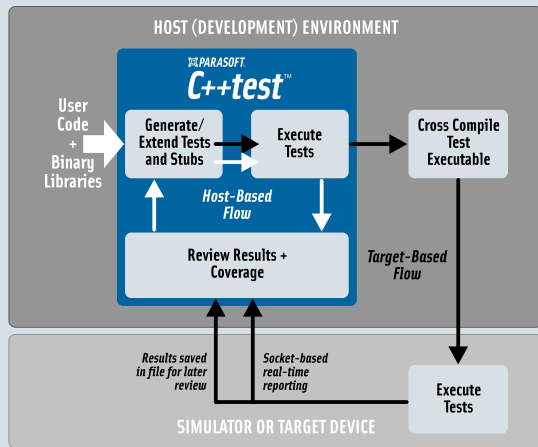 HOST (DEVELOPMENT) ENVIRONMENT
PARASOFT
C++test™
User
Code
+
Binary
Libraries
Generate/
Extend Tests
and Stubs
Execute
Tests
Cross Compile
Test
Executable
Host-Based
Flow
Review Results +
Coverage
Target-Based
Flow
Results saved
in file for later
review
Socket-based
real-time
reporting
Execute
Tests
SIMULATOR OR TARGET DEVICE